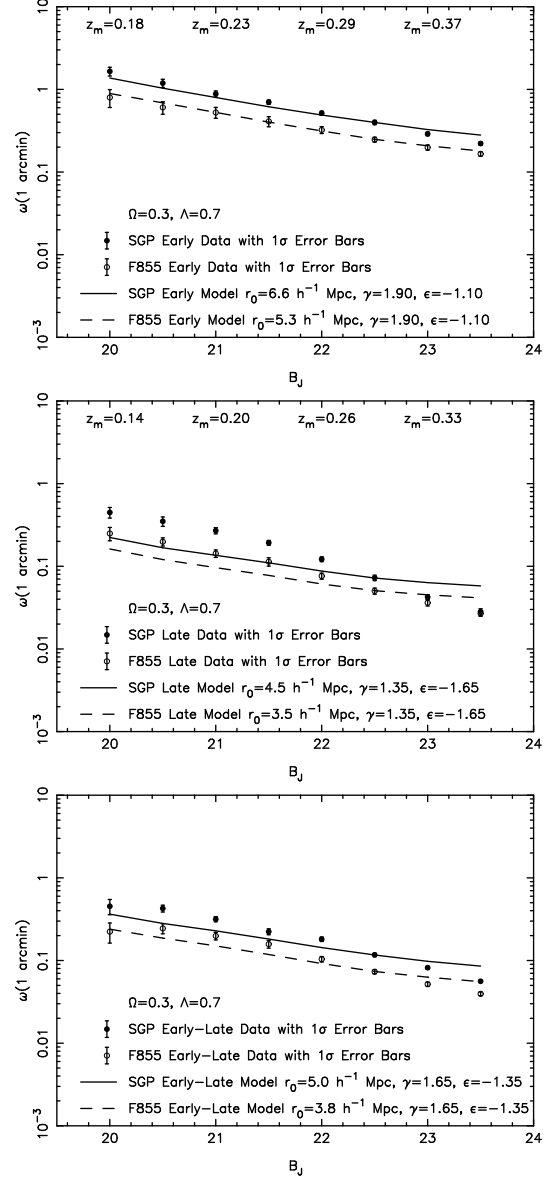 10
z_m=0.18 z_m=0.23 z_m=0.29 z_m=0.37
1
0.1
0.01
10⁻³
ω(1 arcmin)
Ω=0.3, Λ=0.7
SGP Early Data with 1σ Error Bars
F855 Early Data with 1σ Error Bars
SGP Early Model r₀=6.6 h⁻¹ Mpc, γ=1.90, ε=−1.10
F855 Early Model r₀=5.3 h⁻¹ Mpc, γ=1.90, ε=−1.10
20 21 22 23 24
B_J
10
z_m=0.14 z_m=0.20 z_m=0.26 z_m=0.33
1
0.1
0.01
10⁻³
ω(1 arcmin)
Ω=0.3, Λ=0.7
SGP Late Data with 1σ Error Bars
F855 Late Data with 1σ Error Bars
SGP Late Model r₀=4.5 h⁻¹ Mpc, γ=1.35, ε=−1.65
F855 Late Model r₀=3.5 h⁻¹ Mpc, γ=1.35, ε=−1.65
20 21 22 23 24
B_J
10
1
0.1
0.01
10⁻³
ω(1 arcmin)
Ω=0.3, Λ=0.7
SGP Early−Late Data with 1σ Error Bars
F855 Early−Late Data with 1σ Error Bars
SGP Early−Late Model r₀=5.0 h⁻¹ Mpc, γ=1.65, ε=−1.35
F855 Early−Late Model r₀=3.8 h⁻¹ Mpc, γ=1.65, ε=−1.35
20 21 22 23 24
B_J